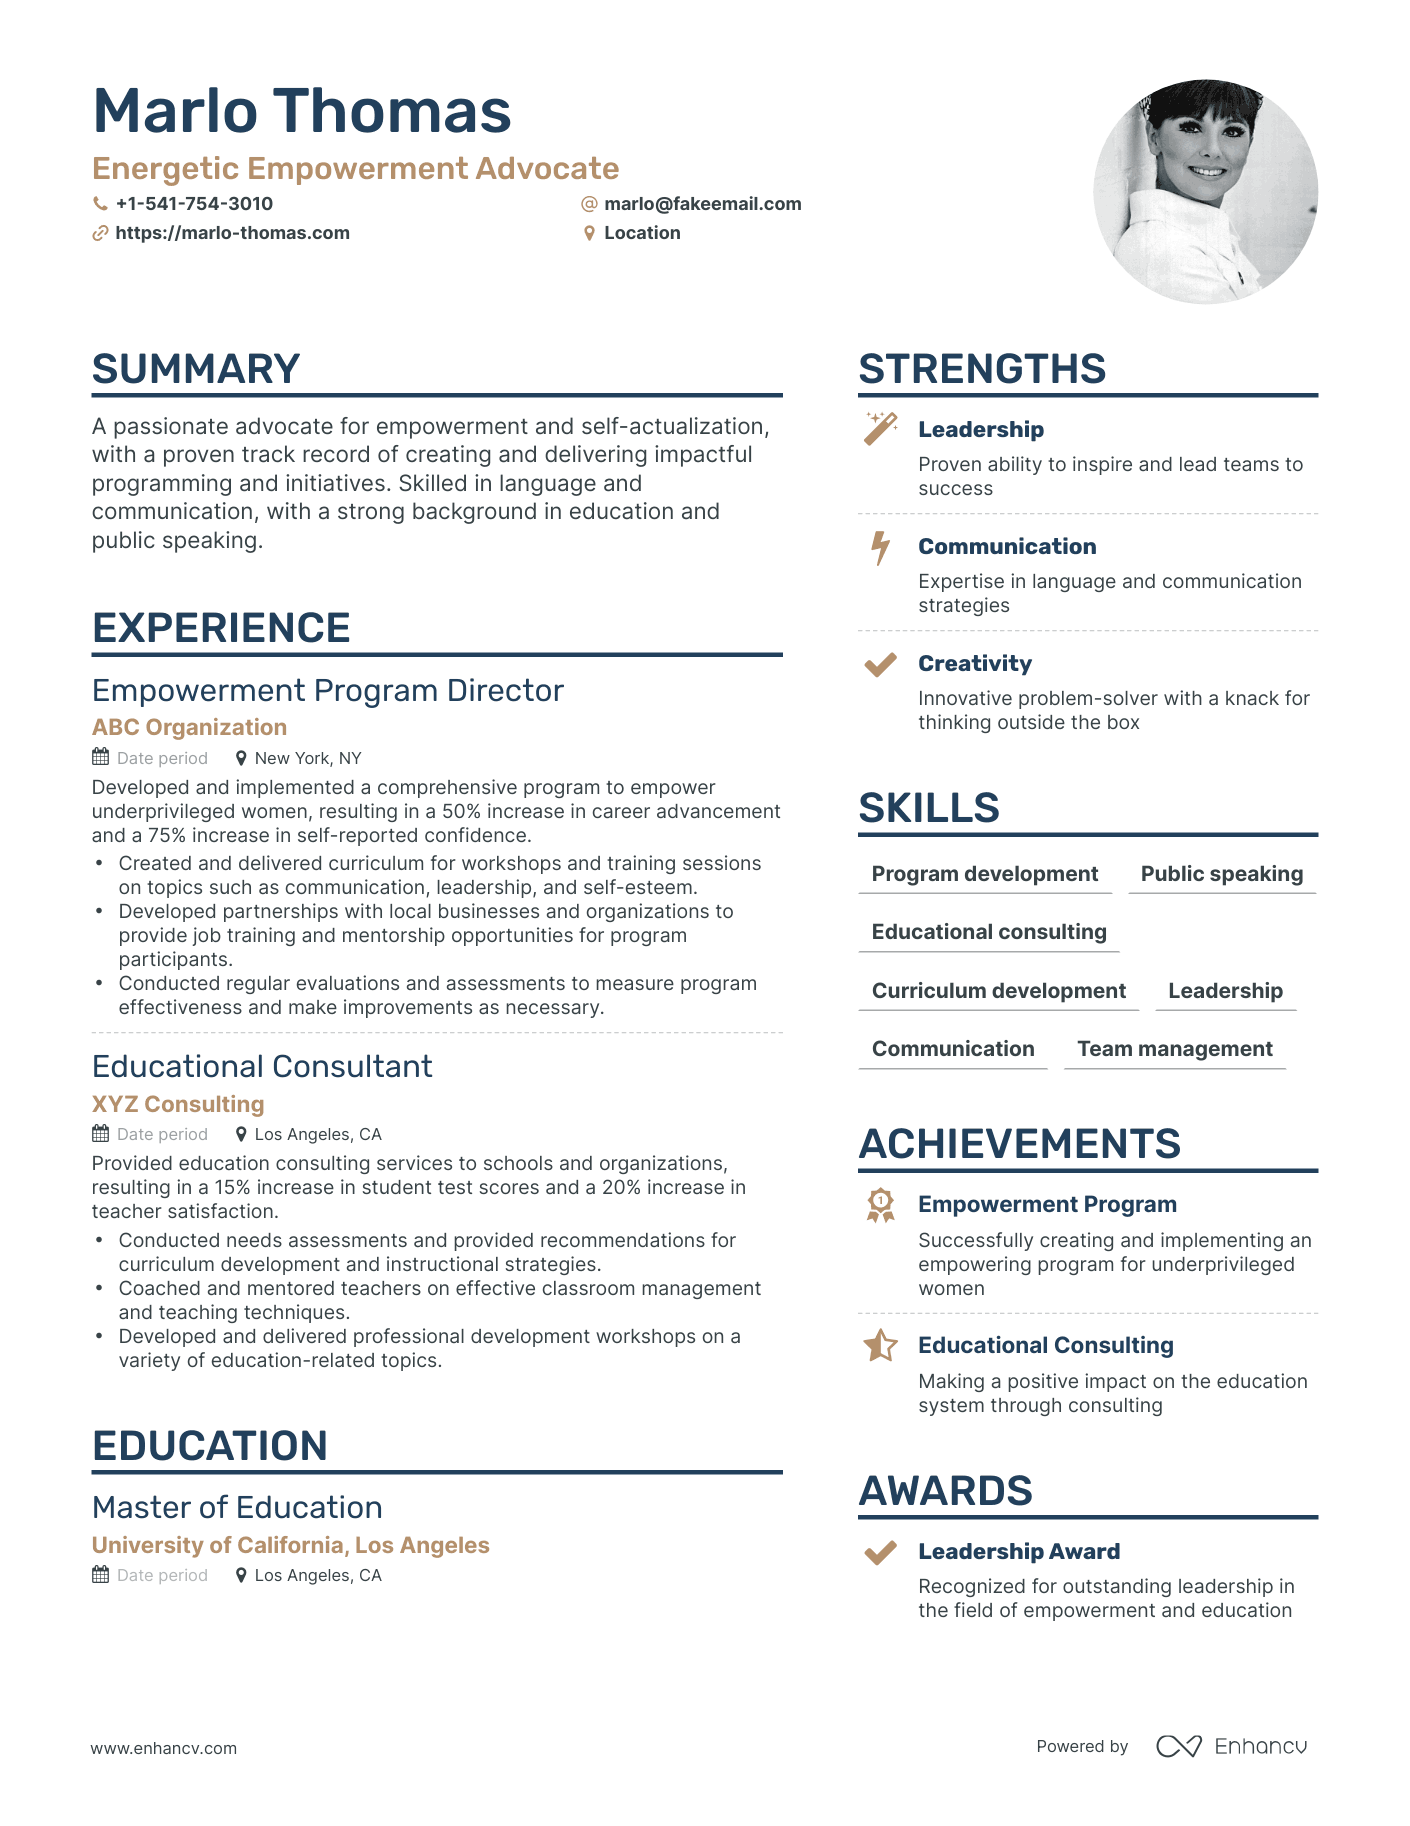 Marlo Thomas
Energetic Empowerment Advocate
+1-541-754-3010
marlo@fakeemail.com
https://marlo-thomas.com
Location
SUMMARY
A passionate advocate for empowerment and self-actualization,
with a proven track record of creating and delivering impactful
programming and initiatives. Skilled in language and
communication, with a strong background in education and
public speaking.
EXPERIENCE
Empowerment Program Director
ABC Organization
Date period New York, NY
Developed and implemented a comprehensive program to empower
underprivileged women, resulting in a 50% increase in career advancement
and a 75% increase in self-reported confidence.
• Created and delivered curriculum for workshops and training sessions
on topics such as communication, leadership, and self-esteem.
• Developed partnerships with local businesses and organizations to
provide job training and mentorship opportunities for program
participants.
• Conducted regular evaluations and assessments to measure program
effectiveness and make improvements as necessary.
Educational Consultant
XYZ Consulting
Date period Los Angeles, CA
Provided education consulting services to schools and organizations,
resulting in a 15% increase in student test scores and a 20% increase in
teacher satisfaction.
• Conducted needs assessments and provided recommendations for
curriculum development and instructional strategies.
• Coached and mentored teachers on effective classroom management
and teaching techniques.
• Developed and delivered professional development workshops on a
variety of education-related topics.
EDUCATION
Master of Education
University of California, Los Angeles
Date period Los Angeles, CA
STRENGTHS
Leadership
Proven ability to inspire and lead teams to
success
Communication
Expertise in language and communication
strategies
Creativity
Innovative problem-solver with a knack for
thinking outside the box
SKILLS
Program development Public speaking
Educational consulting
Curriculum development Leadership
Communication Team management
ACHIEVEMENTS
1
Empowerment Program
Successfully creating and implementing an
empowering program for underprivileged
women
Educational Consulting
Making a positive impact on the education
system through consulting
AWARDS
Leadership Award
Recognized for outstanding leadership in
the field of empowerment and education
www.enhancv.com
Powered by Enhancv